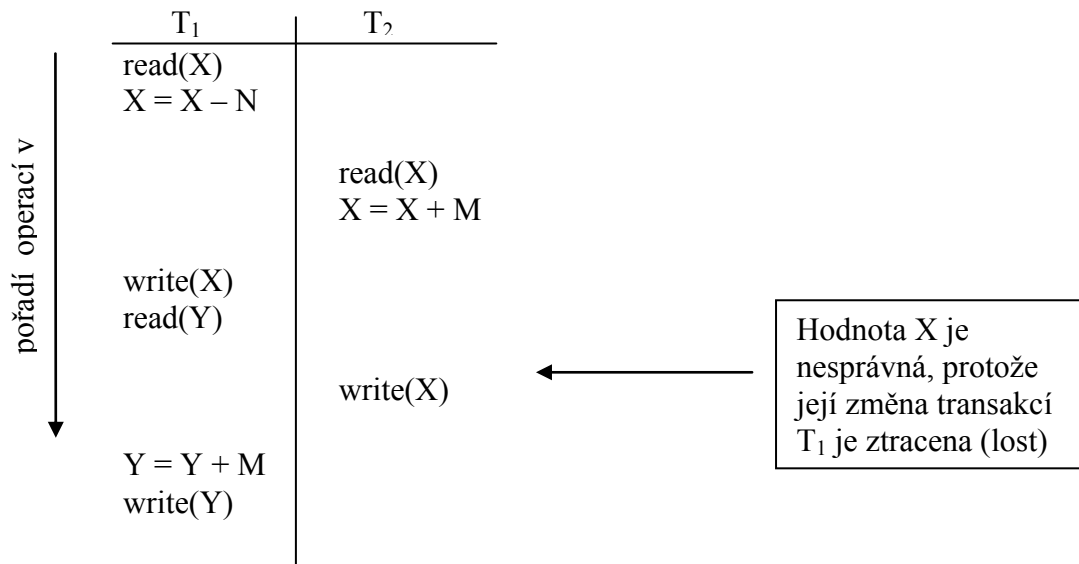 T₁ T₂
read(X)
X = X – N
read(X)
X = X + M
write(X)
read(Y)
write(X)
Y = Y + M
write(Y)
pořadí operací v
Hodnota X je
nesprávná, protože
její změna transakcí
T₁ je ztracena (lost)